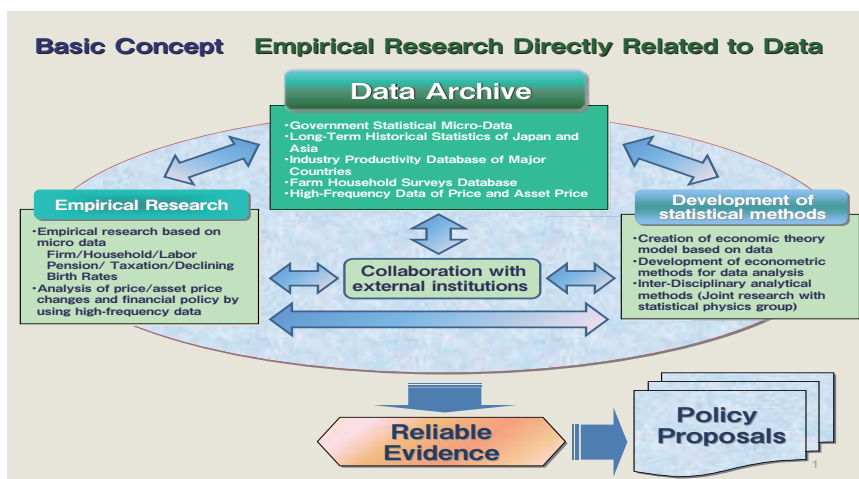 Basic Concept Empirical Research Directly Related to Data
Data Archive
・Government Statistical Micro-Data
・Long-Term Historical Statistics of Japan and
Asia
・Industry Productivity Database of Major
Countries
・Farm Household Surveys Database
・High-Frequency Data of Price and Asset Price
Empirical Research
・Empirical research based on
micro data
Firm/Household/Labor
Pension/ Taxation/Declining
Birth Rates
・Analysis of price/asset price
changes and financial policy by
using high-frequency data
Collaboration with
external institutions
Development of
statistical methods
・Creation of economic theory
model based on data
・Development of econometric
methods for data analysis
・Inter-Disciplinary analytical
methods (Joint research with
statistical physics group)
Reliable
Evidence
Policy
Proposals
1